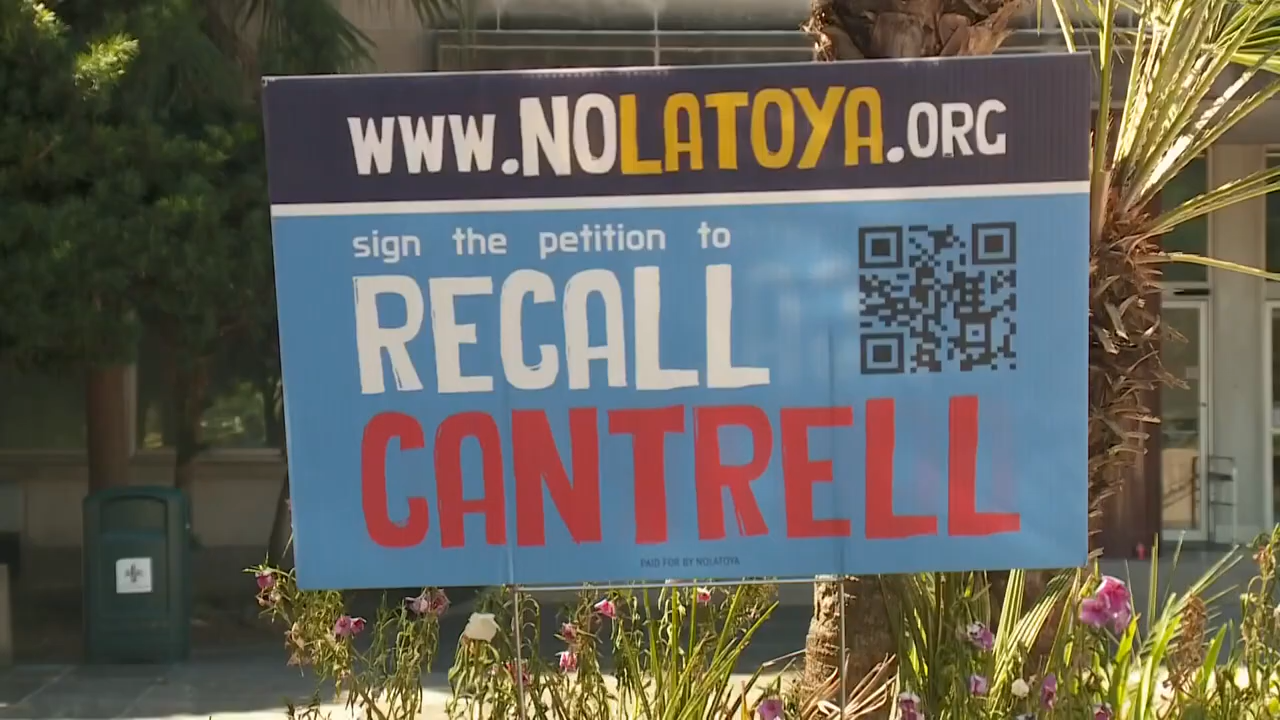 WWW.NOLATOYA.ORG
sign the petition to
RECALL
CANTRELL
PAID FOR BY NOLATOYA